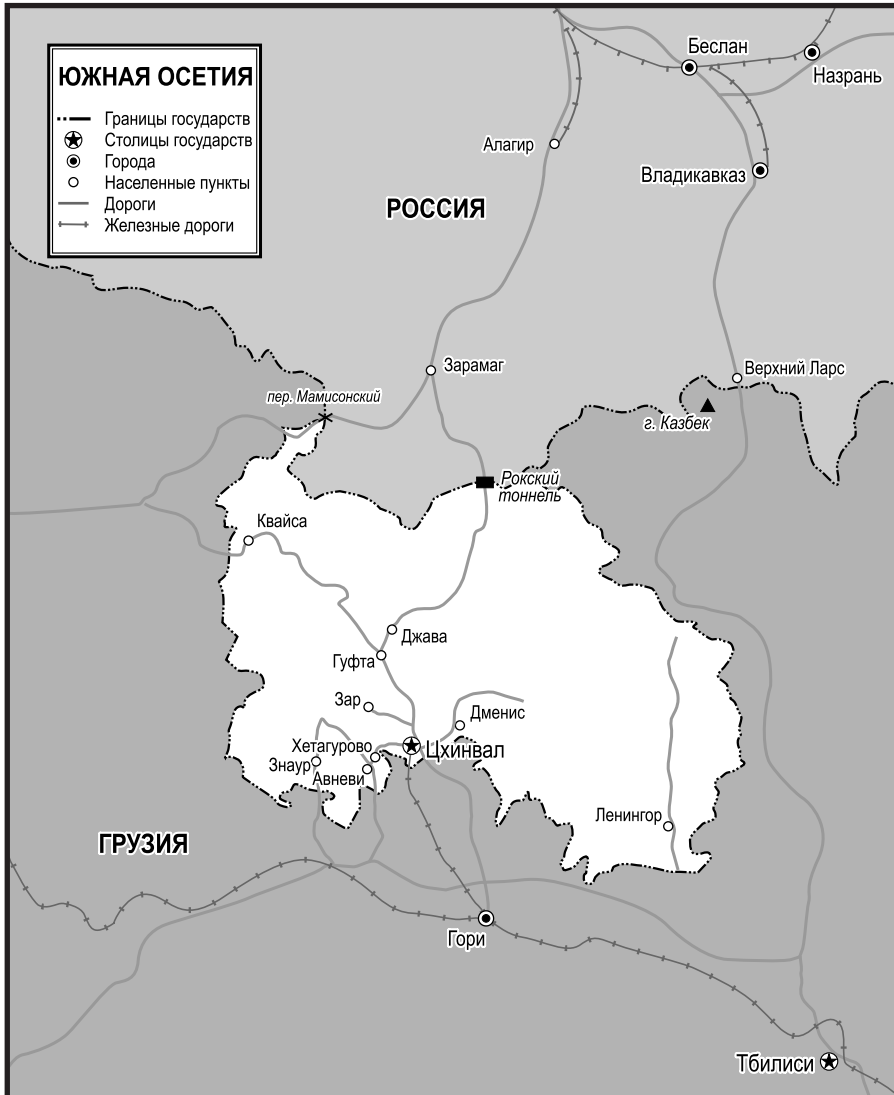 ЮЖНАЯ ОСЕТИЯ
Границы государств
Столицы государств
Города
Населенные пункты
Дороги
Железные дороги
Беслан
Назрань
Алагир
Владикавказ
РОССИЯ
Зарамаг
Верхний Ларс
пер. Мамисонский
г. Казбек
Рокский
тоннель
Квайса
Джава
Гуфта
Зар
Дменис
Хетагурово
Цхинвал
Знаур
Авневи
Ленингор
ГРУЗИЯ
Гори
Тбилиси